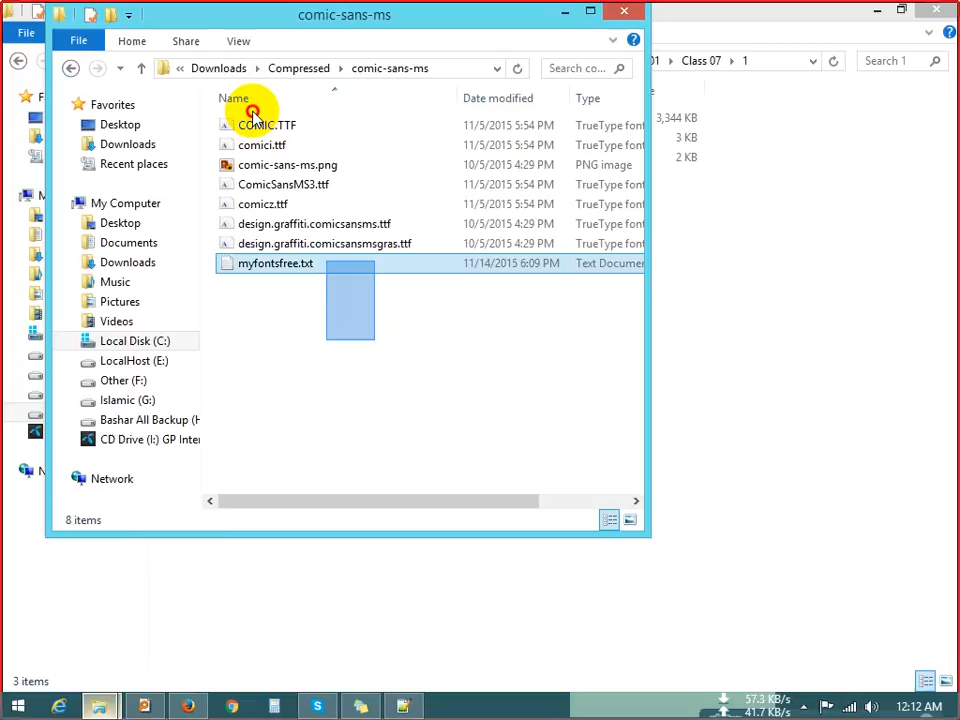 comic-sans-ms
File
File Home Share View
Downloads Compressed comic-sans-ms
Search co...
01 Class 07 1
Search 1
Name Date modified Type
COMIC.TTF 11/5/2015 5:54 PM TrueType font
comici.ttf 11/5/2015 5:54 PM TrueType font
comic-sans-ms.png 10/5/2015 4:29 PM PNG image
ComicSansMS3.ttf 11/5/2015 5:54 PM TrueType font
comicz.ttf 11/5/2015 5:54 PM TrueType font
design.graffiti.comicsansms.ttf 10/5/2015 4:29 PM TrueType font
design.graffiti.comicsansmsgras.ttf 10/5/2015 4:29 PM TrueType font
myfontsfree.txt 11/14/2015 6:09 PM Text Docume
3,344 KB
3 KB
2 KB
Favorites
Desktop
Downloads
Recent places
My Computer
Desktop
Documents
Downloads
Music
Pictures
Videos
Local Disk (C:)
LocalHost (E:)
Other (F:)
Islamic (G:)
Bashar All Backup (H
CD Drive (I:) GP Inter
Network
8 items
3 items
57.3 KB/s
41.7 KB/s
12:12 AM